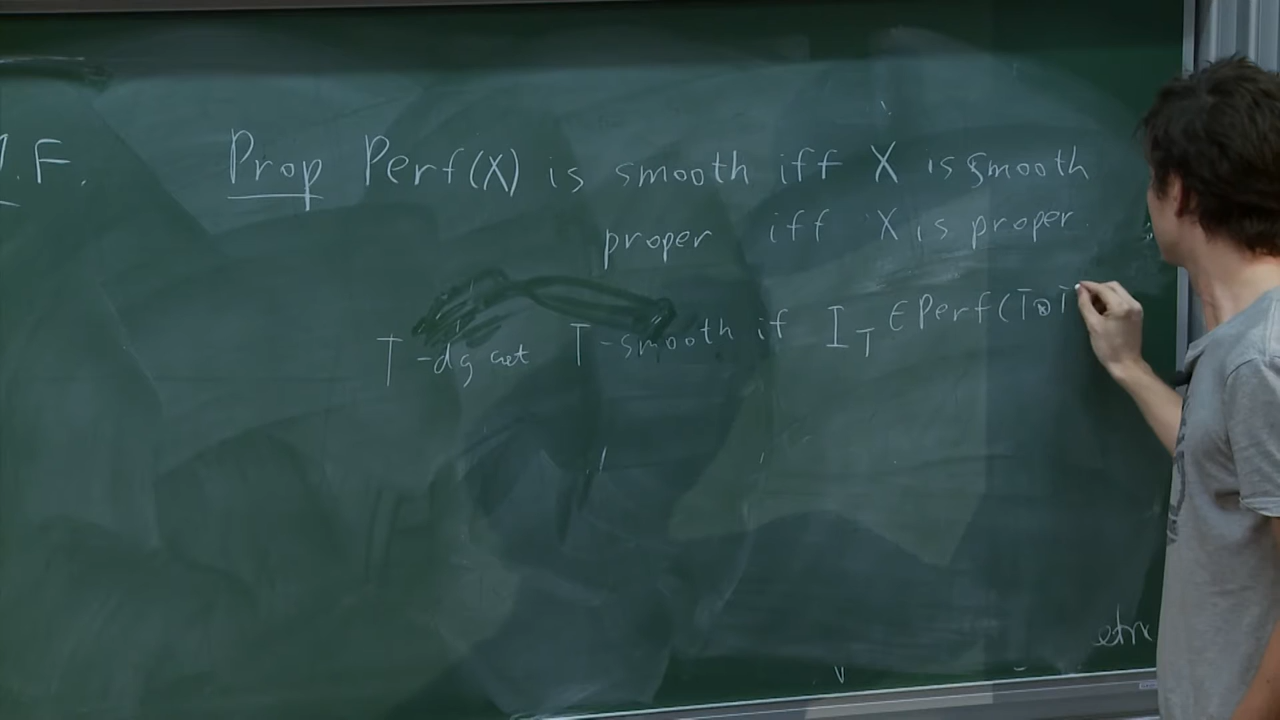 .F.
Prop Perf(X) is smooth iff X is smooth
proper iff X is proper.
T-dg cat T-smooth if I_T ∈ Perf(T⊗T